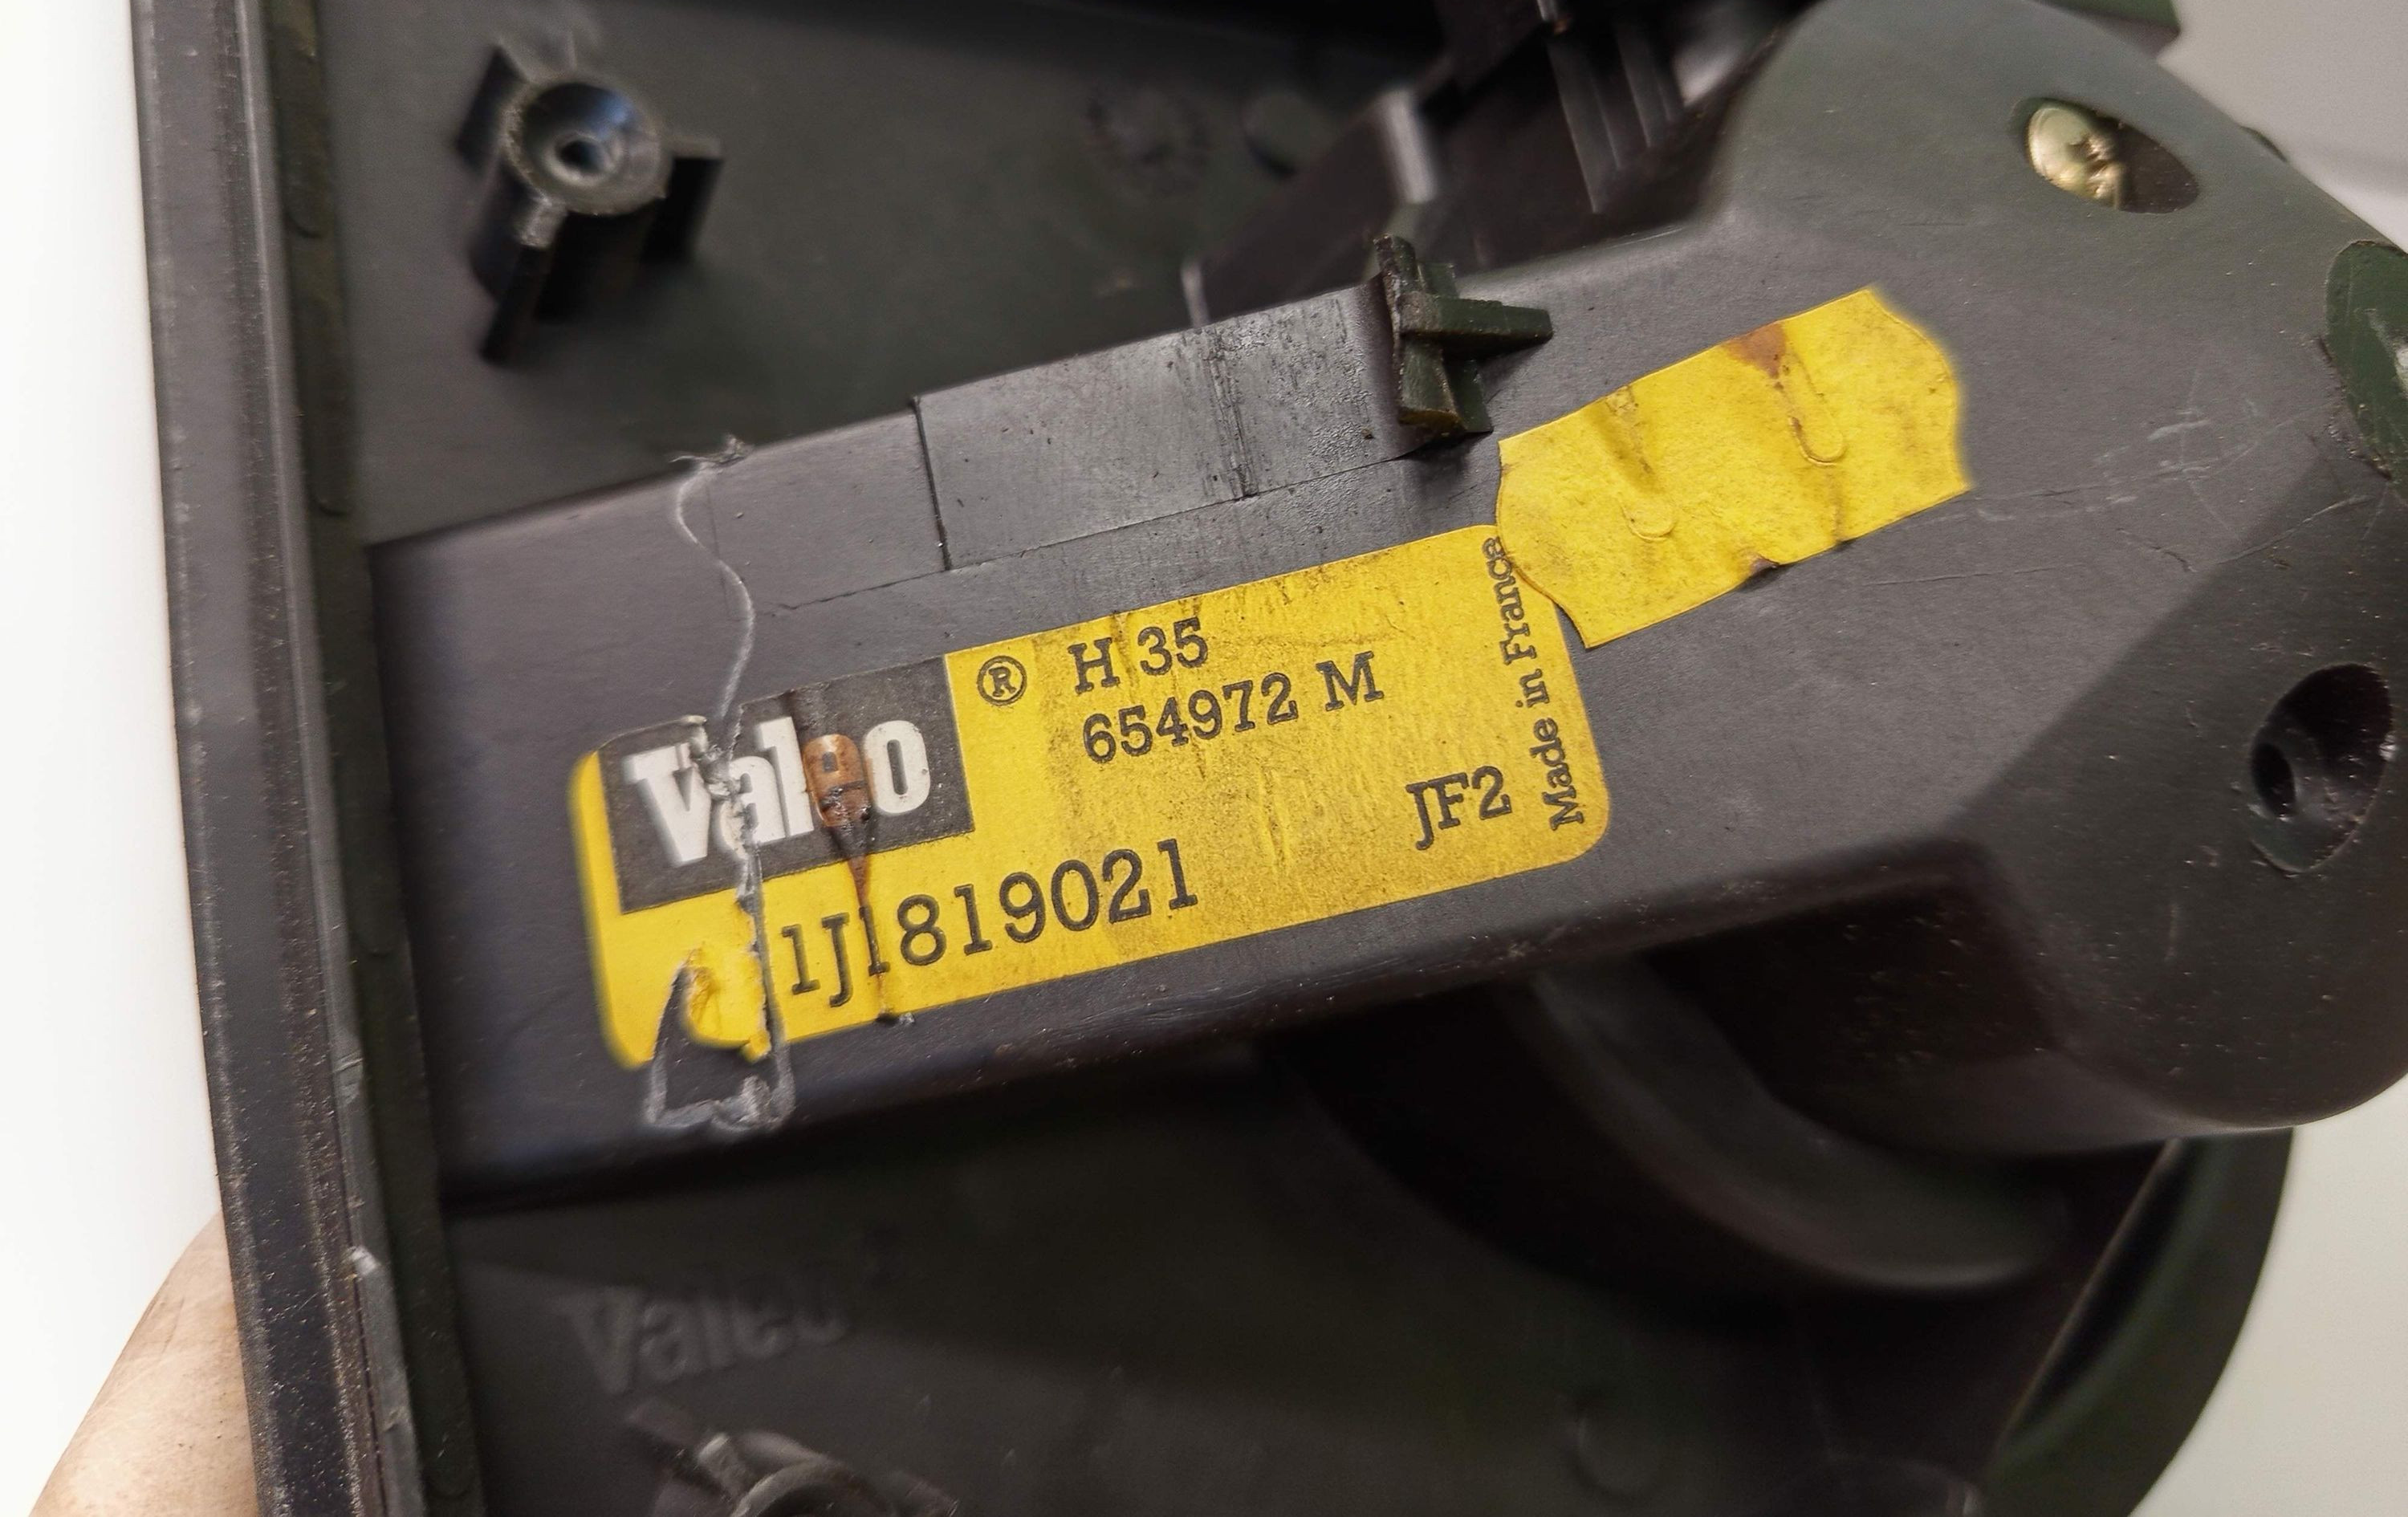 Valeo
® H 35
654972 M
JF2
1J1819021
Made in France
Valeo